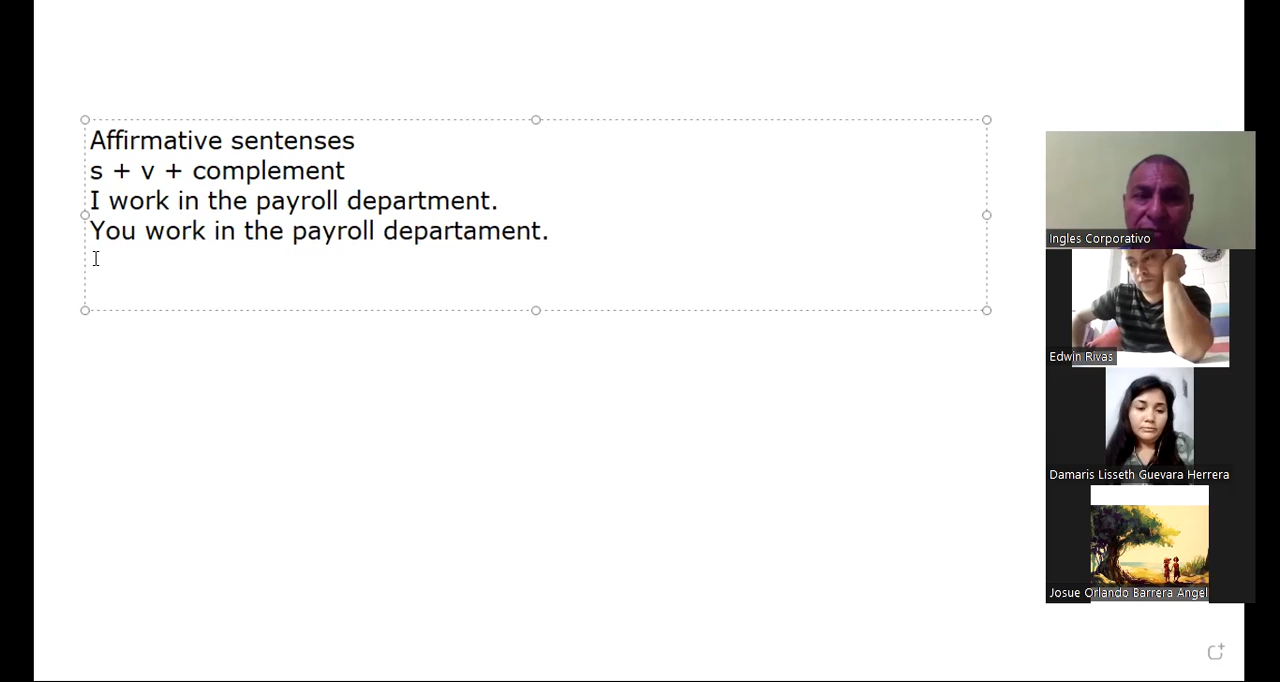 Affirmative sentenses
s + v + complement
I work in the payroll department.
You work in the payroll departament.
Ingles Corporativo
Edwin Rivas
Damaris Lisseth Guevara Herrera
Josue Orlando Barrera Angel